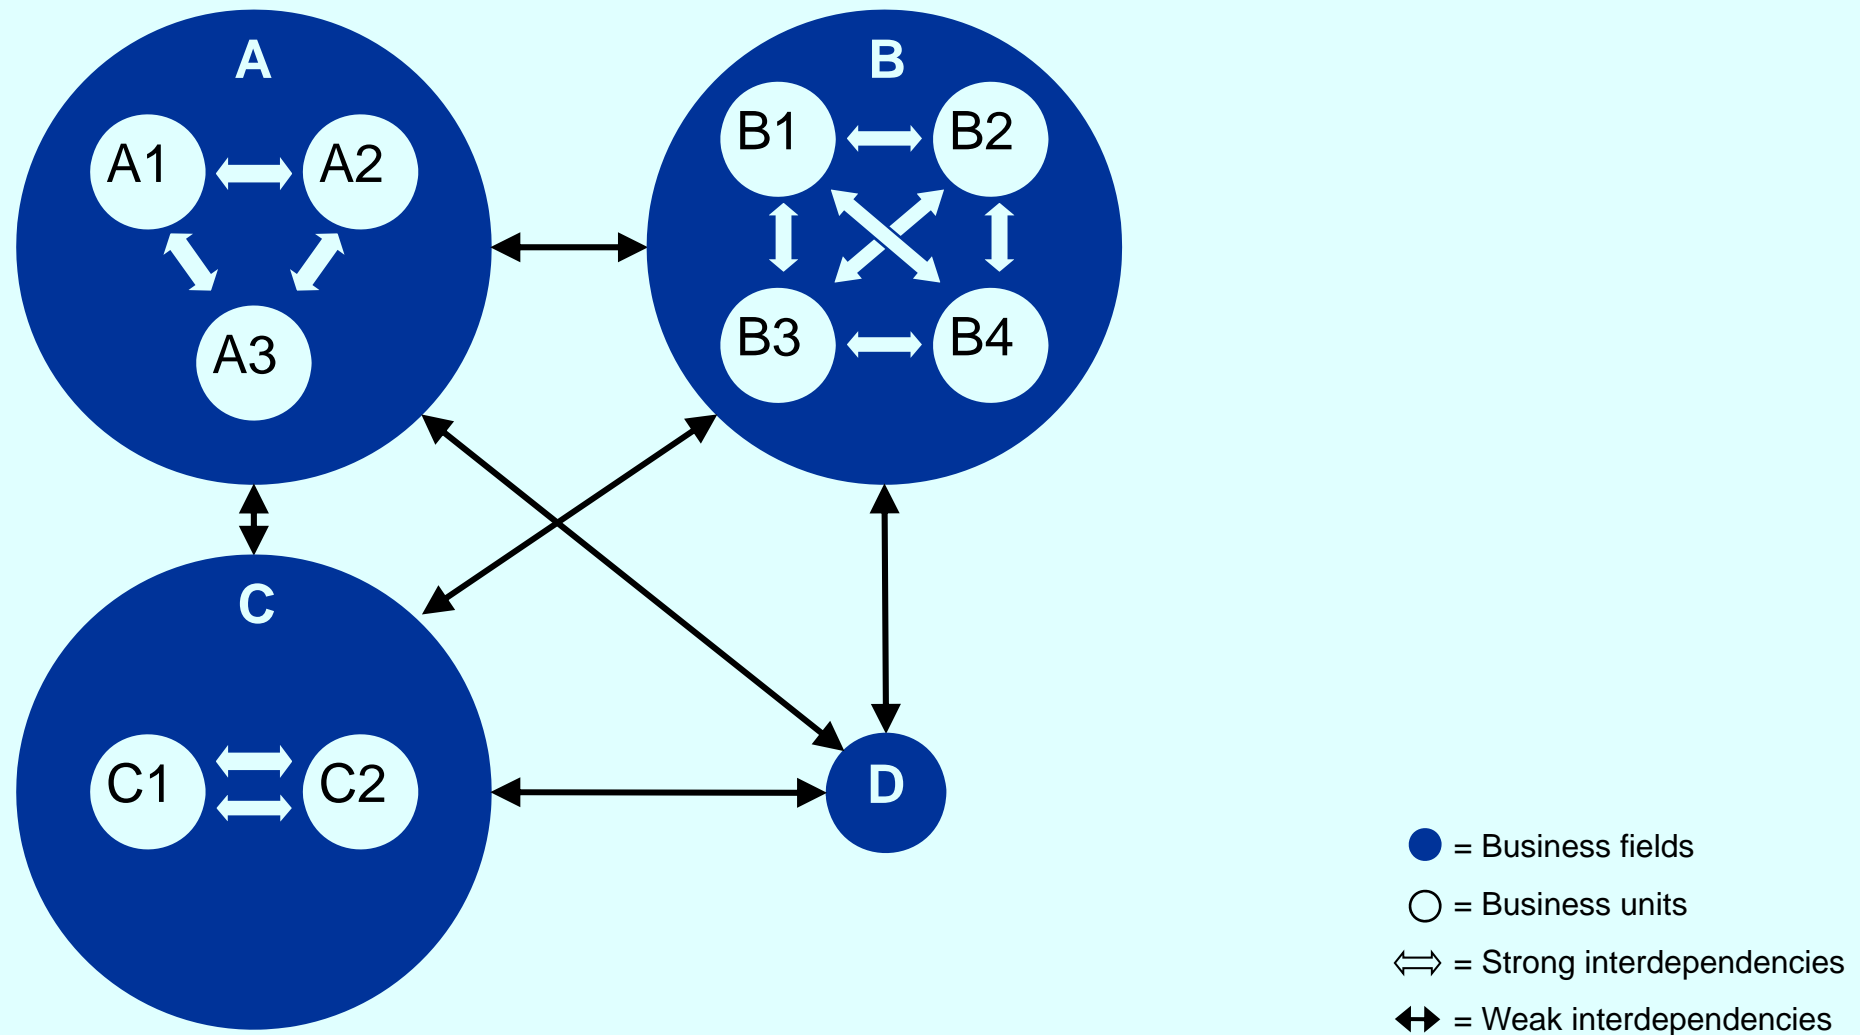 A
B
A1
A2
A3
B1
B2
B3
B4
C
C1
C2
D
= Business fields
= Business units
= Strong interdependencies
= Weak interdependencies